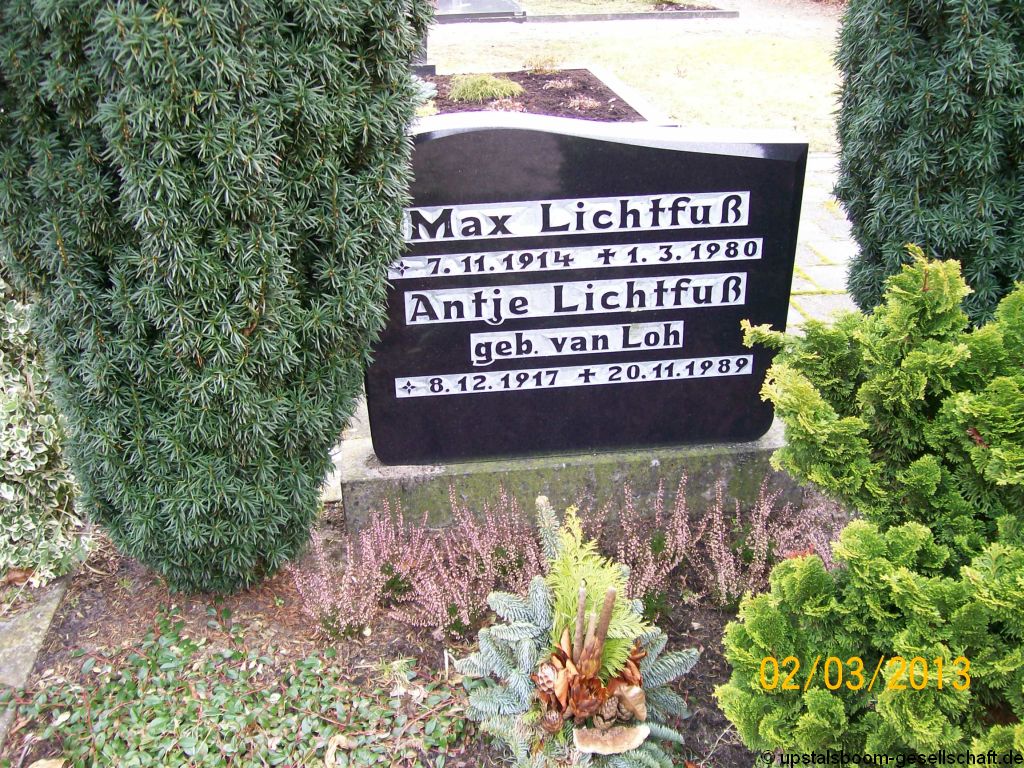 Max Lichtfuß
✧ 7.11.1914 ✝ 1.3.1980
Antje Lichtfuß
geb. van Loh
✧ 8.12.1917 ✝ 20.11.1989
02/03/2013
© upstalsboom-gesellschaft.de